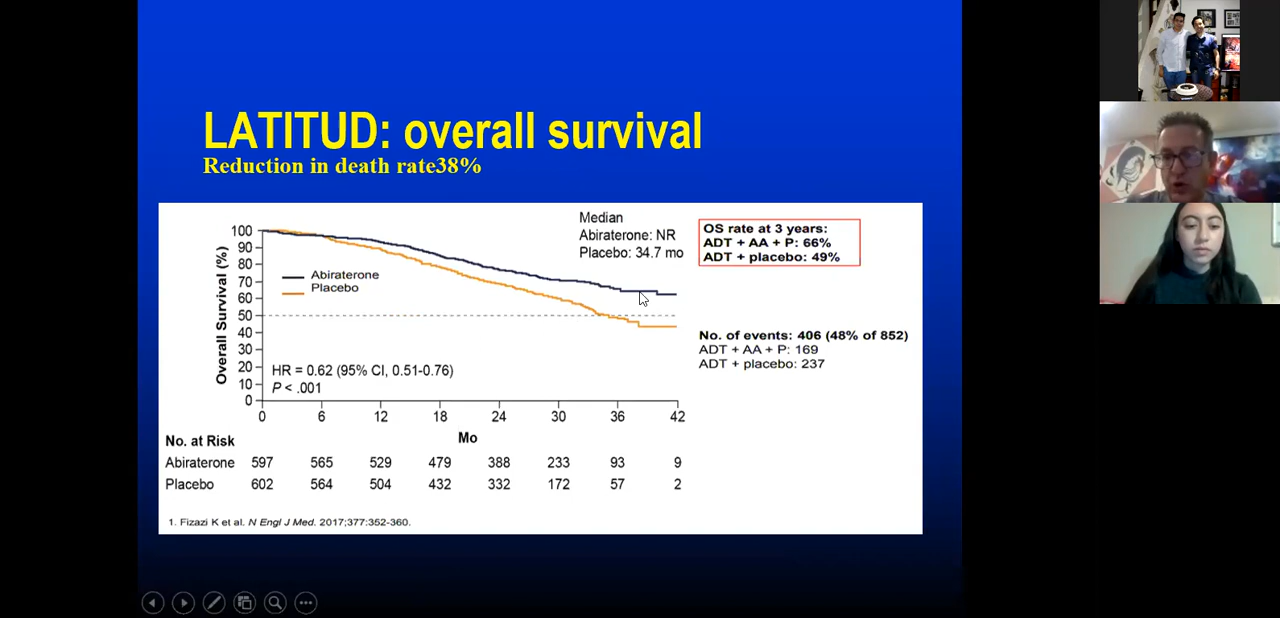 LATITUD: overall survival
Reduction in death rate38%
Median
Abiraterone: NR
Placebo: 34.7 mo
OS rate at 3 years:
ADT + AA + P: 66%
ADT + placebo: 49%
No. of events: 406 (48% of 852)
ADT + AA + P: 169
ADT + placebo: 237
Overall Survival (%)
100
90
80
70
60
50
40
30
20
10
0
Abiraterone
Placebo
HR = 0.62 (95% CI, 0.51-0.76)
P < .001
0 6 12 18 24 30 36 42
Mo
No. at Risk
Abiraterone 597 565 529 479 388 233 93 9
Placebo 602 564 504 432 332 172 57 2
1. Fizazi K et al. N Engl J Med. 2017;377:352-360.